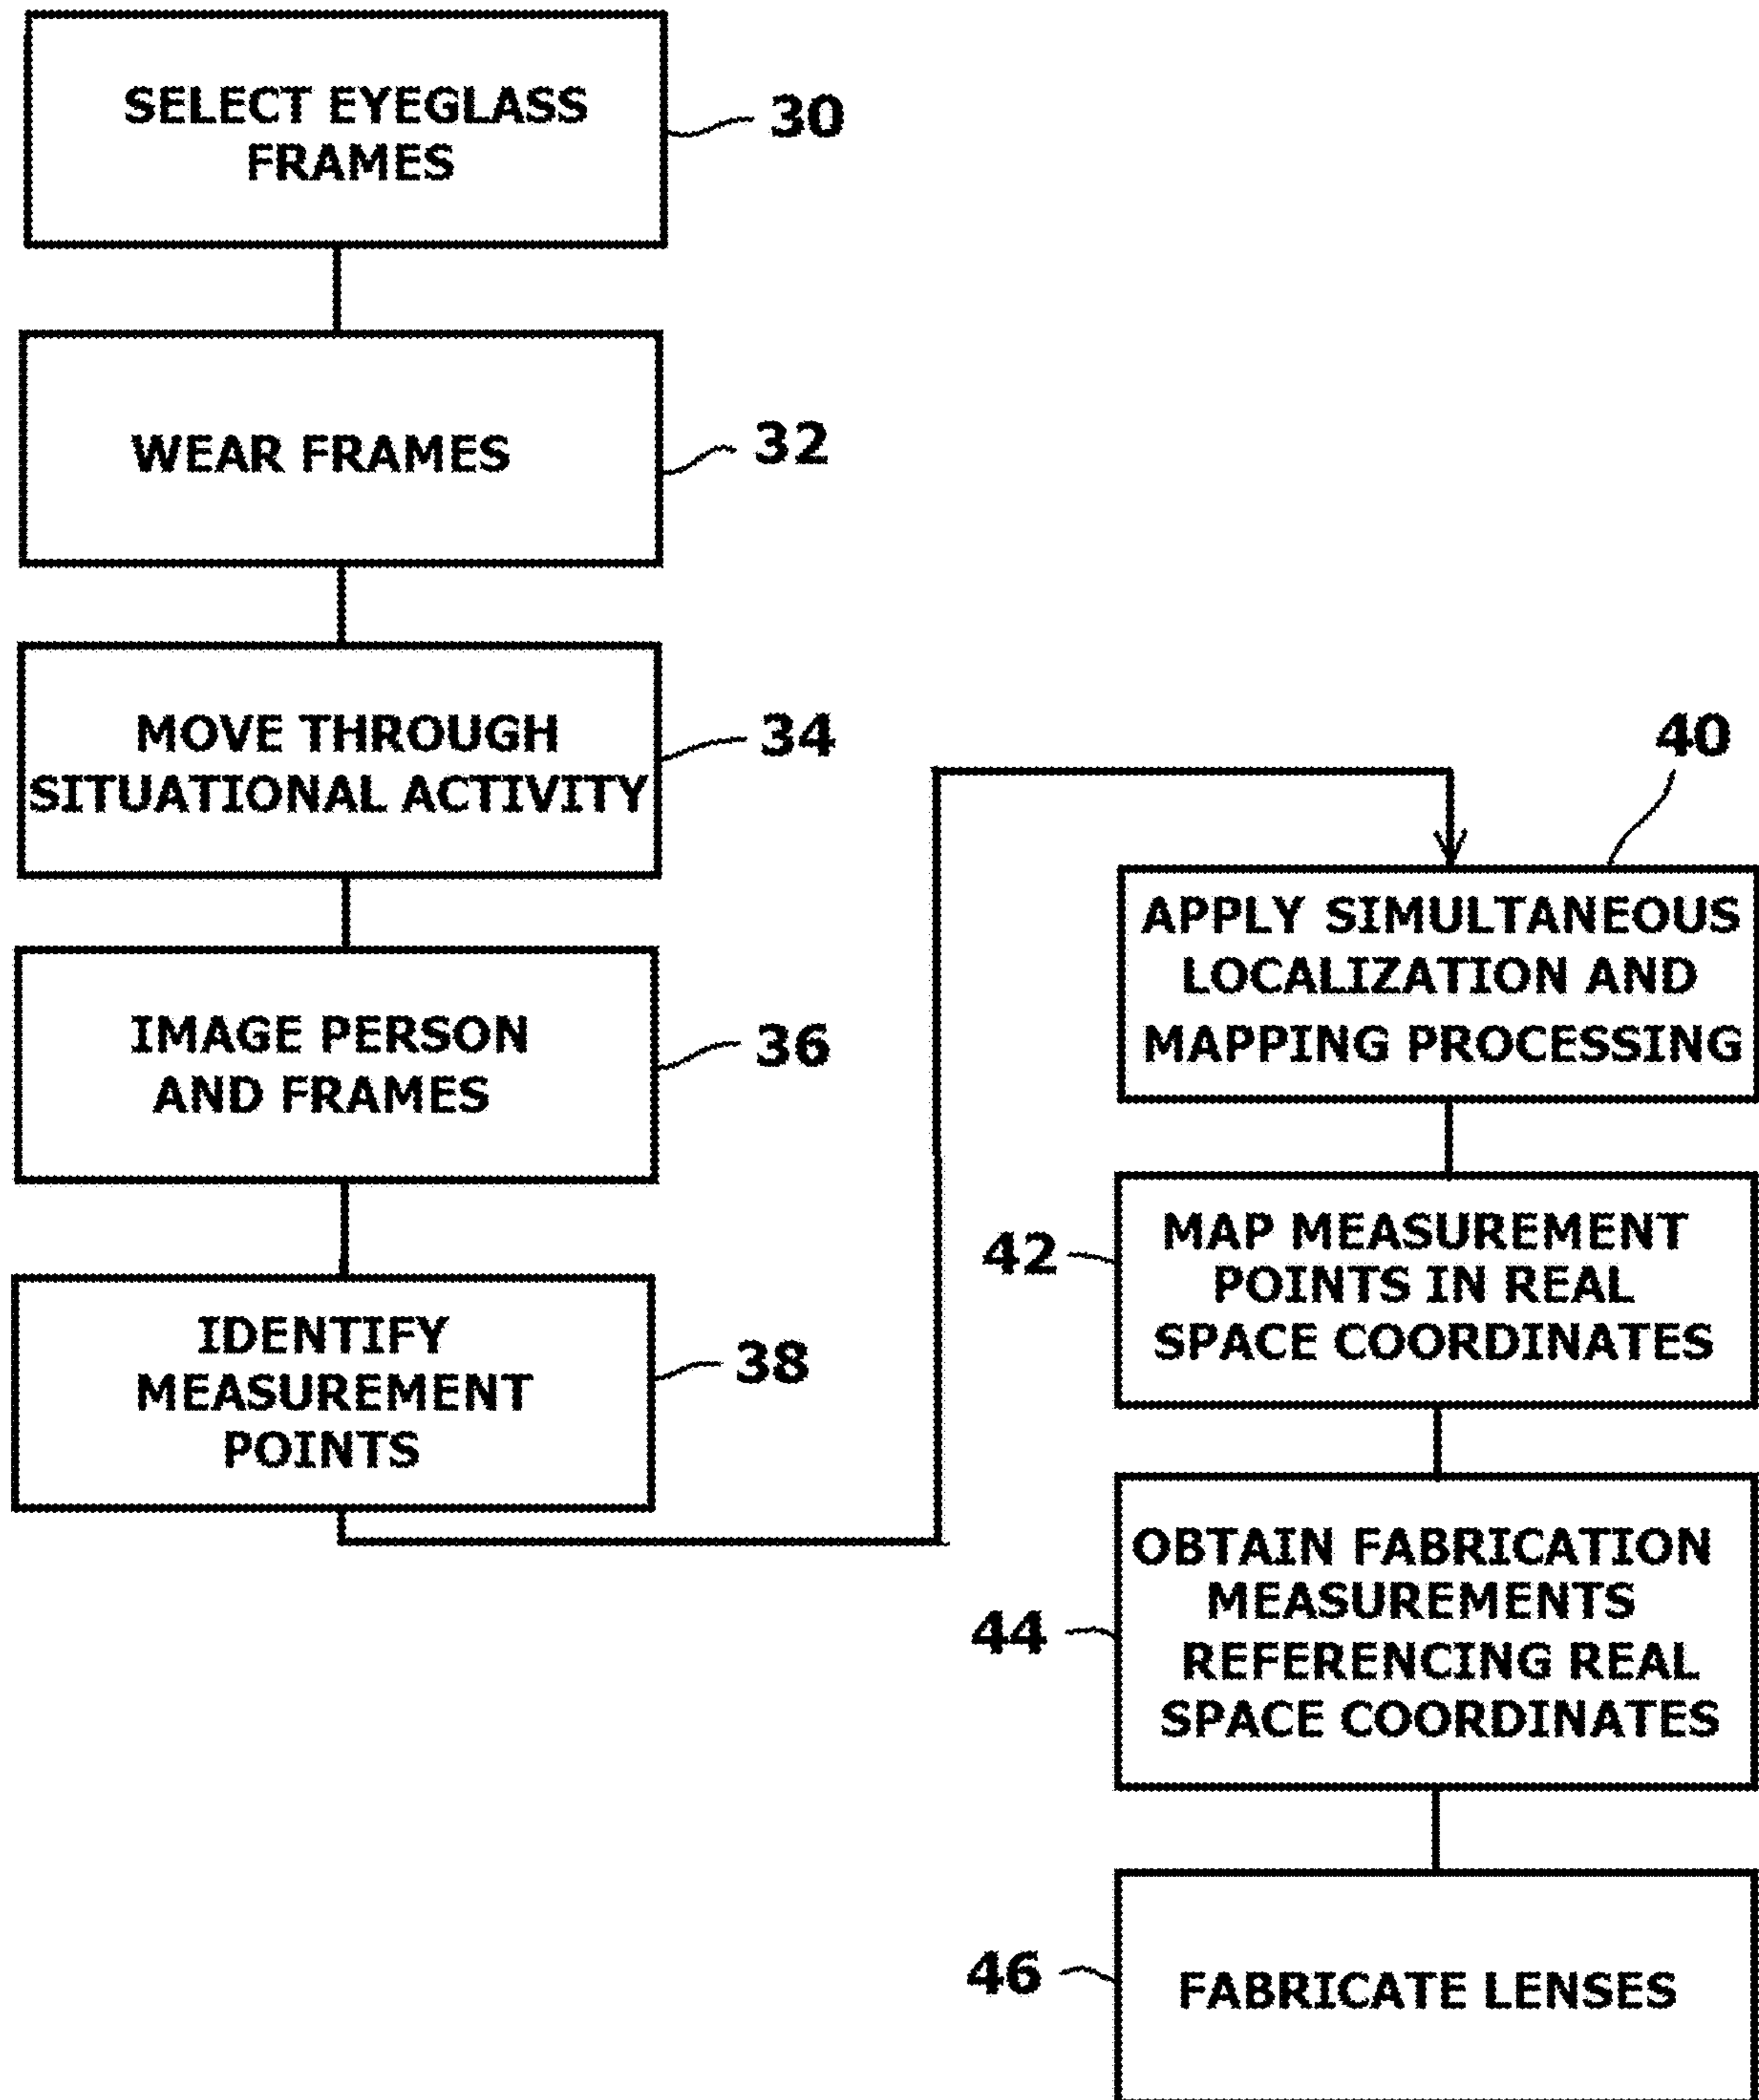 SELECT EYEGLASS
FRAMES
30
WEAR FRAMES
32
MOVE THROUGH
SITUATIONAL ACTIVITY
34
IMAGE PERSON
AND FRAMES
36
IDENTIFY
MEASUREMENT
POINTS
38
40
APPLY SIMULTANEOUS
LOCALIZATION AND
MAPPING PROCESSING
42
MAP MEASUREMENT
POINTS IN REAL
SPACE COORDINATES
44
OBTAIN FABRICATION
MEASUREMENTS
REFERENCING REAL
SPACE COORDINATES
46
FABRICATE LENSES